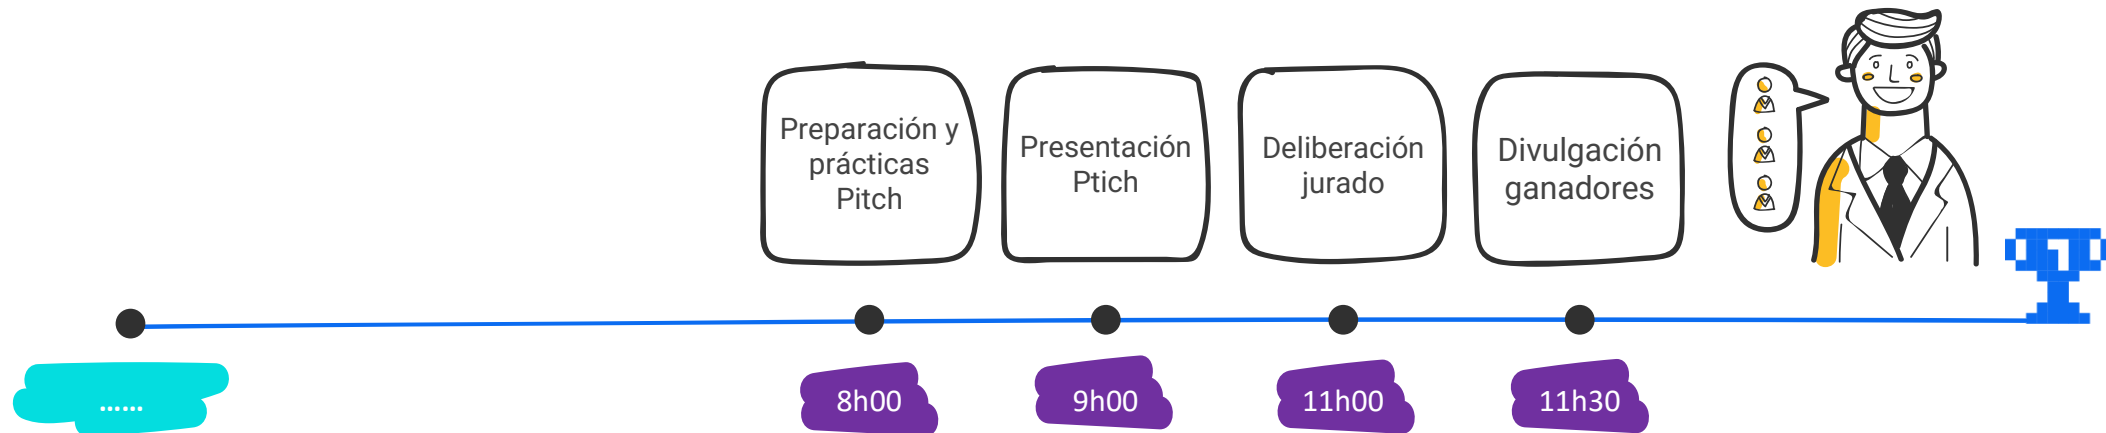 Preparación y
prácticas
Pitch
Presentación
Ptich
Deliberación
jurado
Divulgación
ganadores
......
8h00
9h00
11h00
11h30